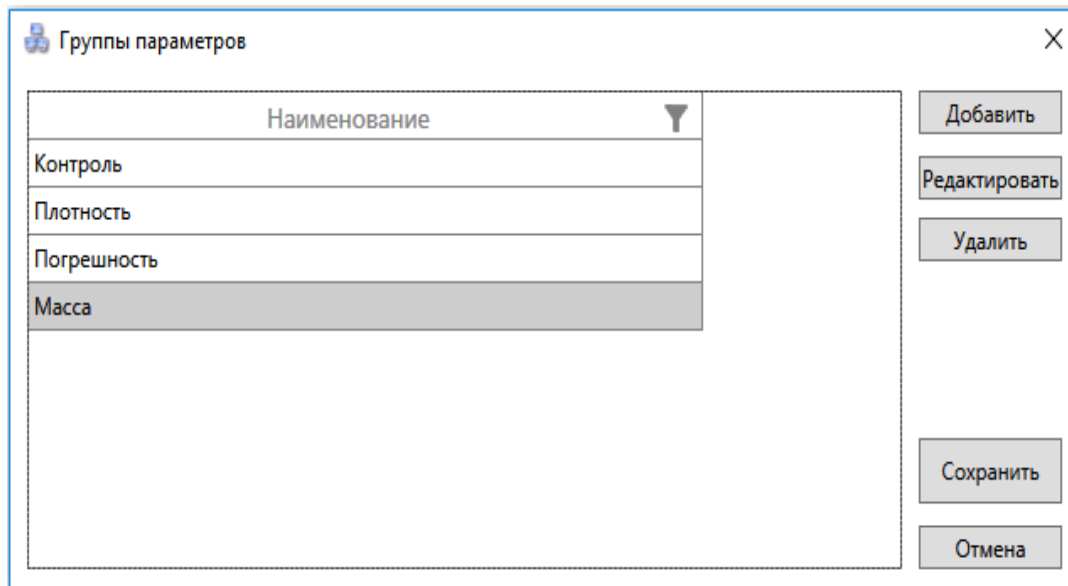 Группы параметров
Наименование
Добавить
Контроль
Редактировать
Плотность
Удалить
Погрешность
Масса
Сохранить
Отмена